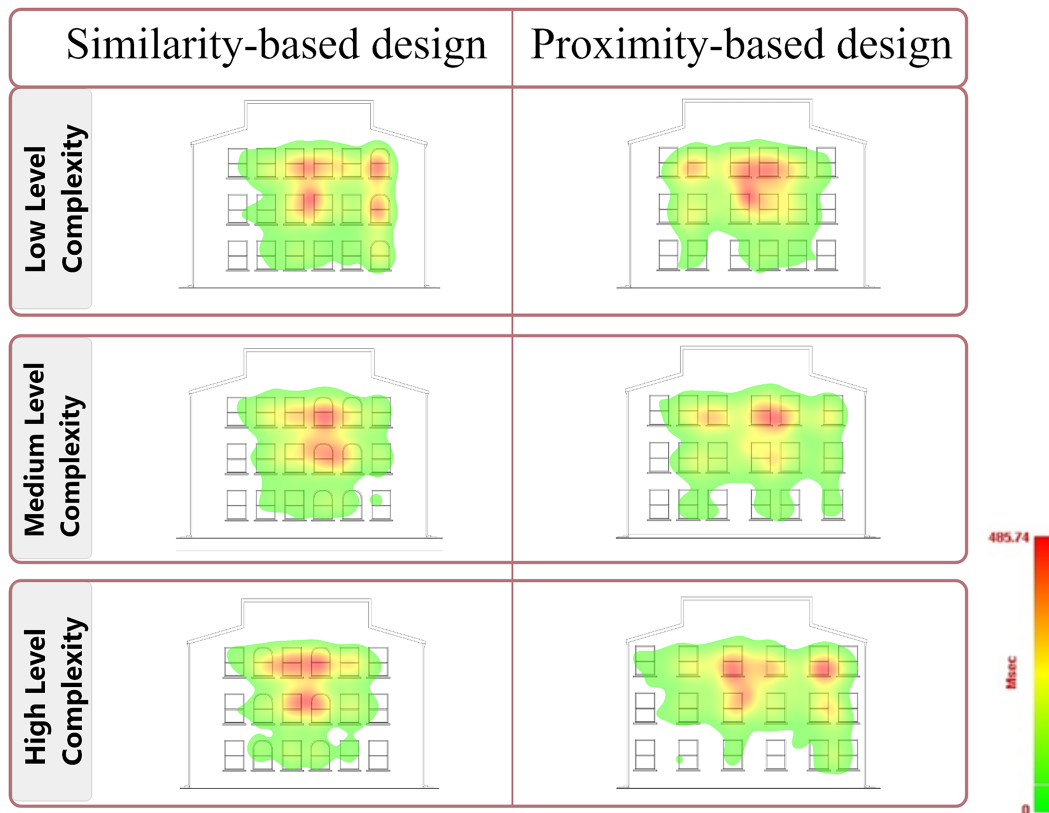 Similarity-based design
Proximity-based design
Low Level
Complexity
Medium Level
Complexity
High Level
Complexity
485.74
Msec
0